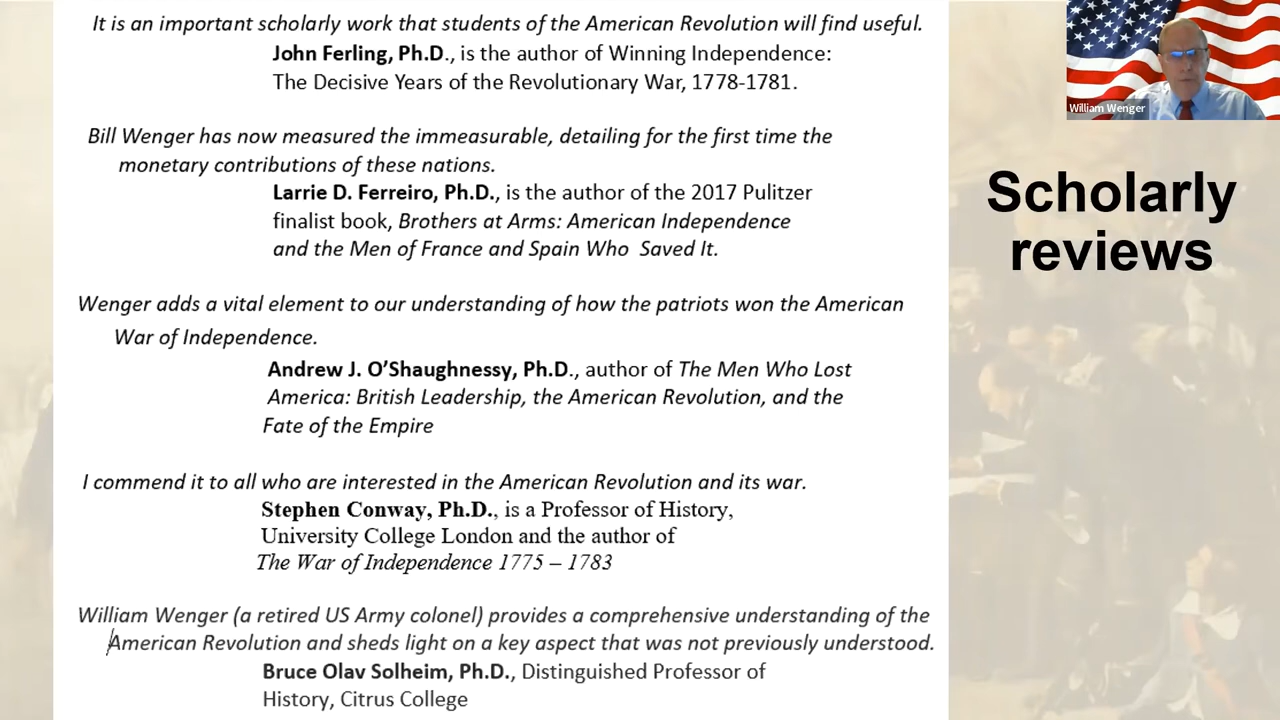 It is an important scholarly work that students of the American Revolution will find useful.
John Ferling, Ph.D., is the author of Winning Independence:
The Decisive Years of the Revolutionary War, 1778-1781.
Bill Wenger has now measured the immeasurable, detailing for the first time the
monetary contributions of these nations.
Larrie D. Ferreiro, Ph.D., is the author of the 2017 Pulitzer
finalist book, Brothers at Arms: American Independence
and the Men of France and Spain Who Saved It.
Wenger adds a vital element to our understanding of how the patriots won the American
War of Independence.
Andrew J. O’Shaughnessy, Ph.D., author of The Men Who Lost
America: British Leadership, the American Revolution, and the
Fate of the Empire
I commend it to all who are interested in the American Revolution and its war.
Stephen Conway, Ph.D., is a Professor of History,
University College London and the author of
The War of Independence 1775 – 1783
William Wenger (a retired US Army colonel) provides a comprehensive understanding of the
American Revolution and sheds light on a key aspect that was not previously understood.
Bruce Olav Solheim, Ph.D., Distinguished Professor of
History, Citrus College
William Wenger
Scholarly
reviews